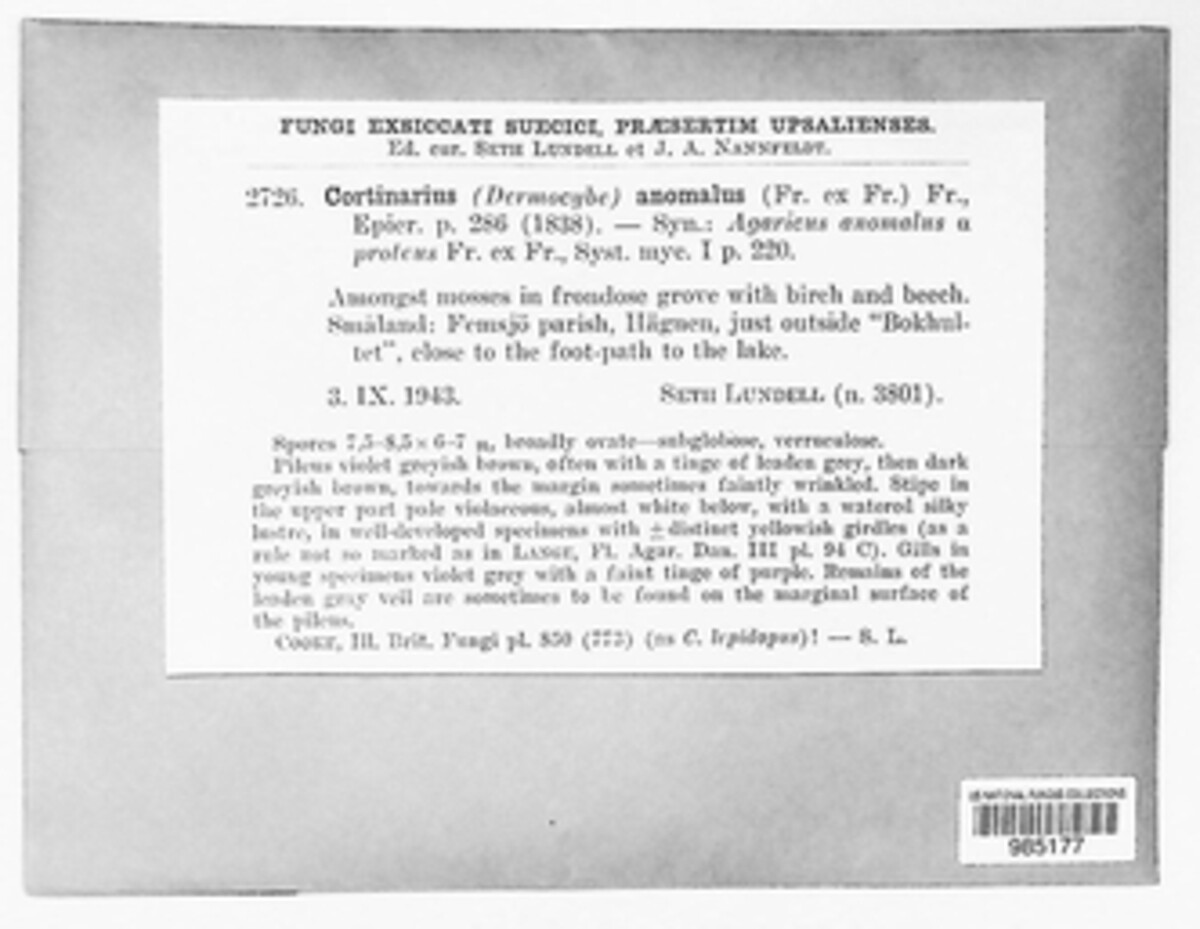 FUNGI EXSICCATI SUECICI, PRÆSERTIM UPSALIENSES.
Ed. cur. SETH LUNDELL et J. A. NANNFELDT.
2726. Cortinarius (Dermocybe) anomalus (Fr. ex Fr.) Fr.,
Epicr. p. 286 (1838). — Syn.: Agaricus anomalus α
proteus Fr. ex Fr., Syst. myc. I p. 220.
Amongst mosses in frondose grove with birch and beech.
Småland: Femsjö parish, Hägnen, just outside "Bokhul-
tet", close to the foot-path to the lake.
3. IX. 1943. SETH LUNDELL (n. 3801).
Spores 7,5–8,5 × 6–7 μ, broadly ovate—subglobose, verruculose.
Pileus violet greyish brown, often with a tinge of leaden grey, then dark
greyish brown, towards the margin sometimes faintly wrinkled. Stipe in
the upper part pale violaceous, almost white below, with a watered silky
lustre, in well-developed specimens with ± distinct yellowish girdles (as a
rule not so marked as in LANGE, Fl. Agar. Dan. III pl. 94 C). Gills in
young specimens violet grey with a faint tinge of purple. Remains of the
leaden gray veil are sometimes to be found on the marginal surface of
the pileus.
COOKE, Ill. Brit. Fungi pl. 850 (775) (as C. lepidopus)! — S. L.
US NATIONAL FUNGUS COLLECTIONS
985177